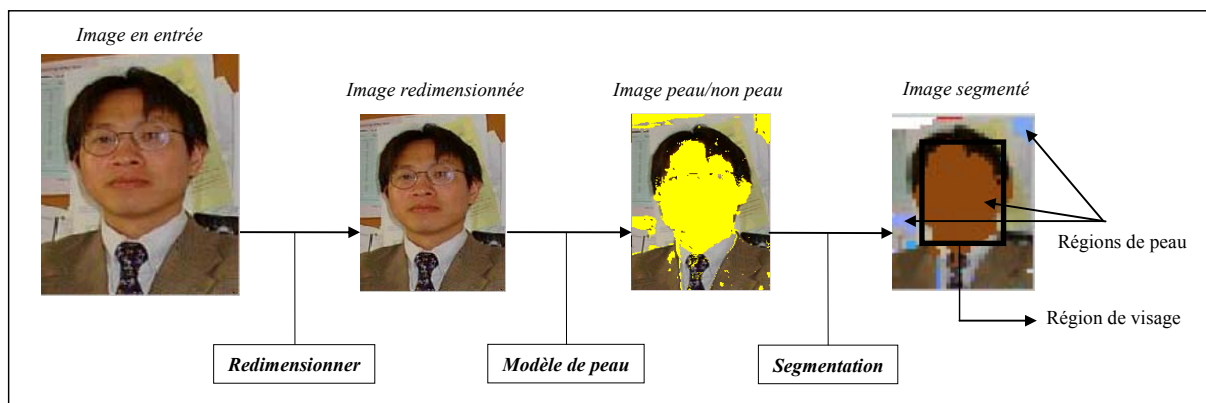 Image en entrée
Image redimensionnée
Image peau/non peau
Image segmenté
Régions de peau
Région de visage
Redimensionner
Modèle de peau
Segmentation